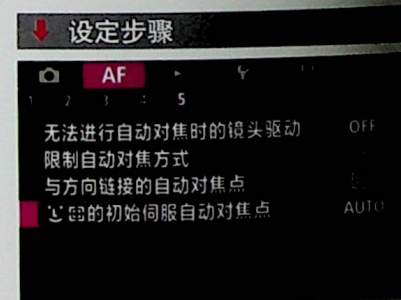 设定步骤
AF
1 2 3 4 5
无法进行自动对焦时的镜头驱动 OFF
限制自动对焦方式
与方向链接的自动对焦点
的初始伺服自动对焦点 AUTO